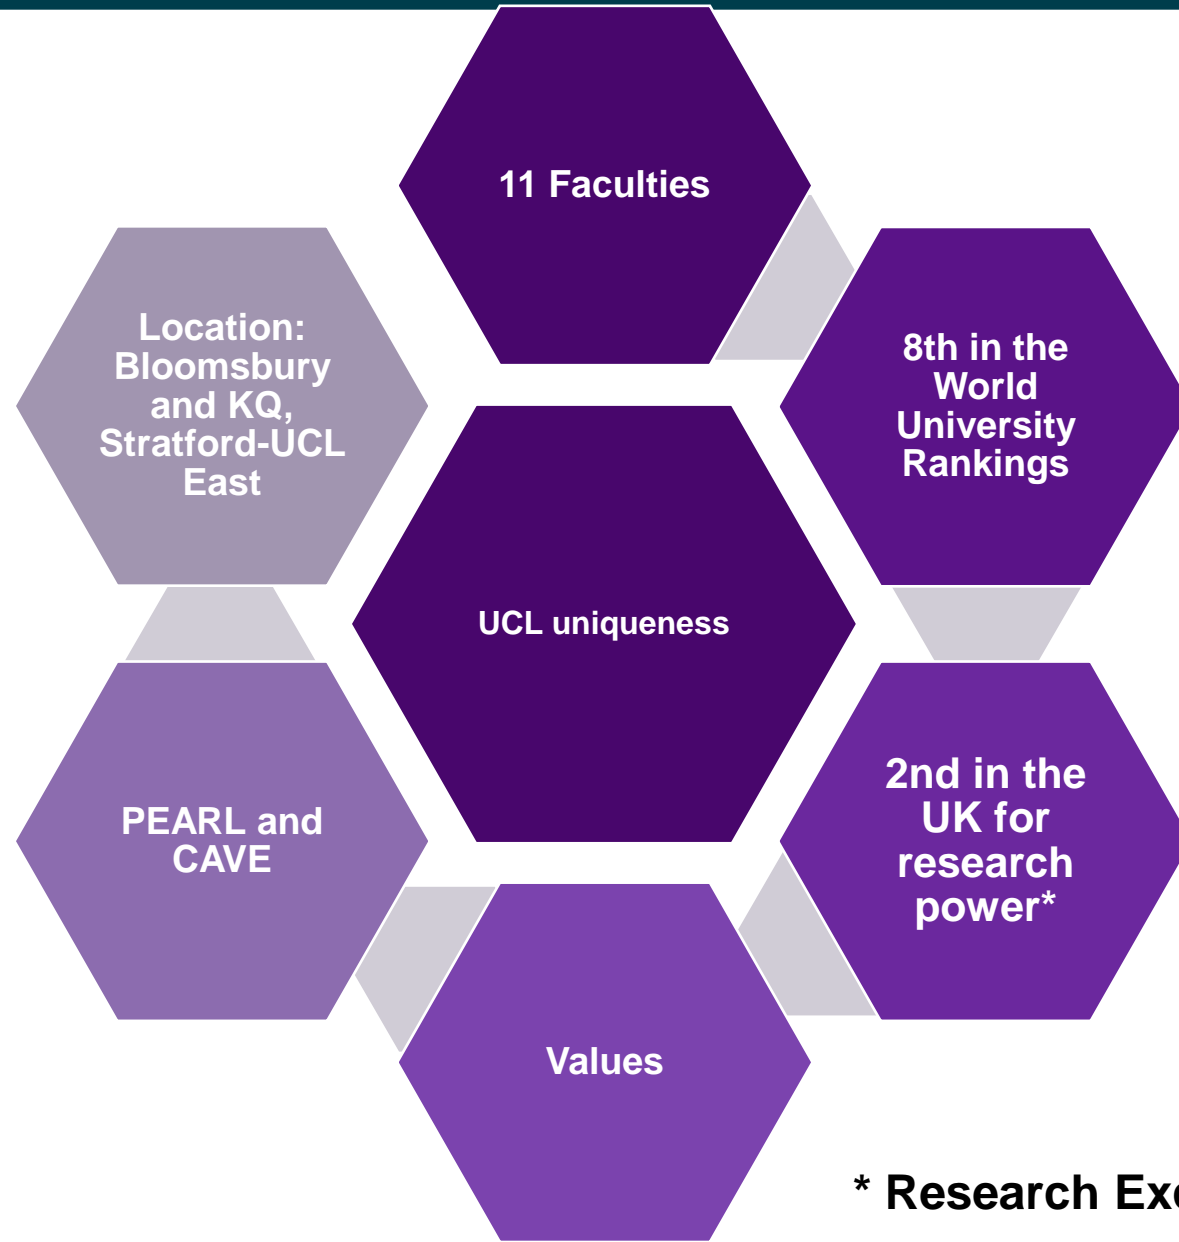 11 Faculties
8th in the
World
University
Rankings
2nd in the
UK for
research
power*
Values
PEARL and
CAVE
Location:
Bloomsbury
and KQ,
Stratford-UCL
East
UCL uniqueness
* Research